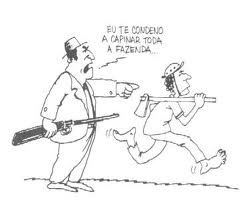 EU TE CONDENO
A CAPINAR TODA
A FAZENDA...